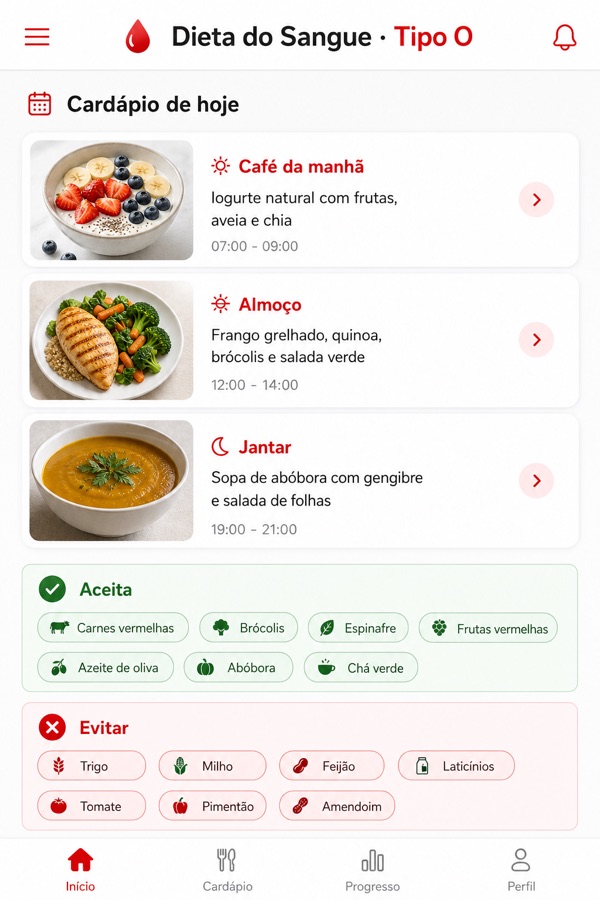 Dieta do Sangue · Tipo O
Cardápio de hoje
Café da manhã
Iogurte natural com frutas,
aveia e chia
07:00 - 09:00
Almoço
Frango grelhado, quinoa,
brócolis e salada verde
12:00 - 14:00
Jantar
Sopa de abóbora com gengibre
e salada de folhas
19:00 - 21:00
Aceita
Carnes vermelhas Brócolis Espinafre Frutas vermelhas
Azeite de oliva Abóbora Chá verde
Evitar
Trigo Milho Feijão Laticínios
Tomate Pimentão Amendoim
Início Cardápio Progresso Perfil